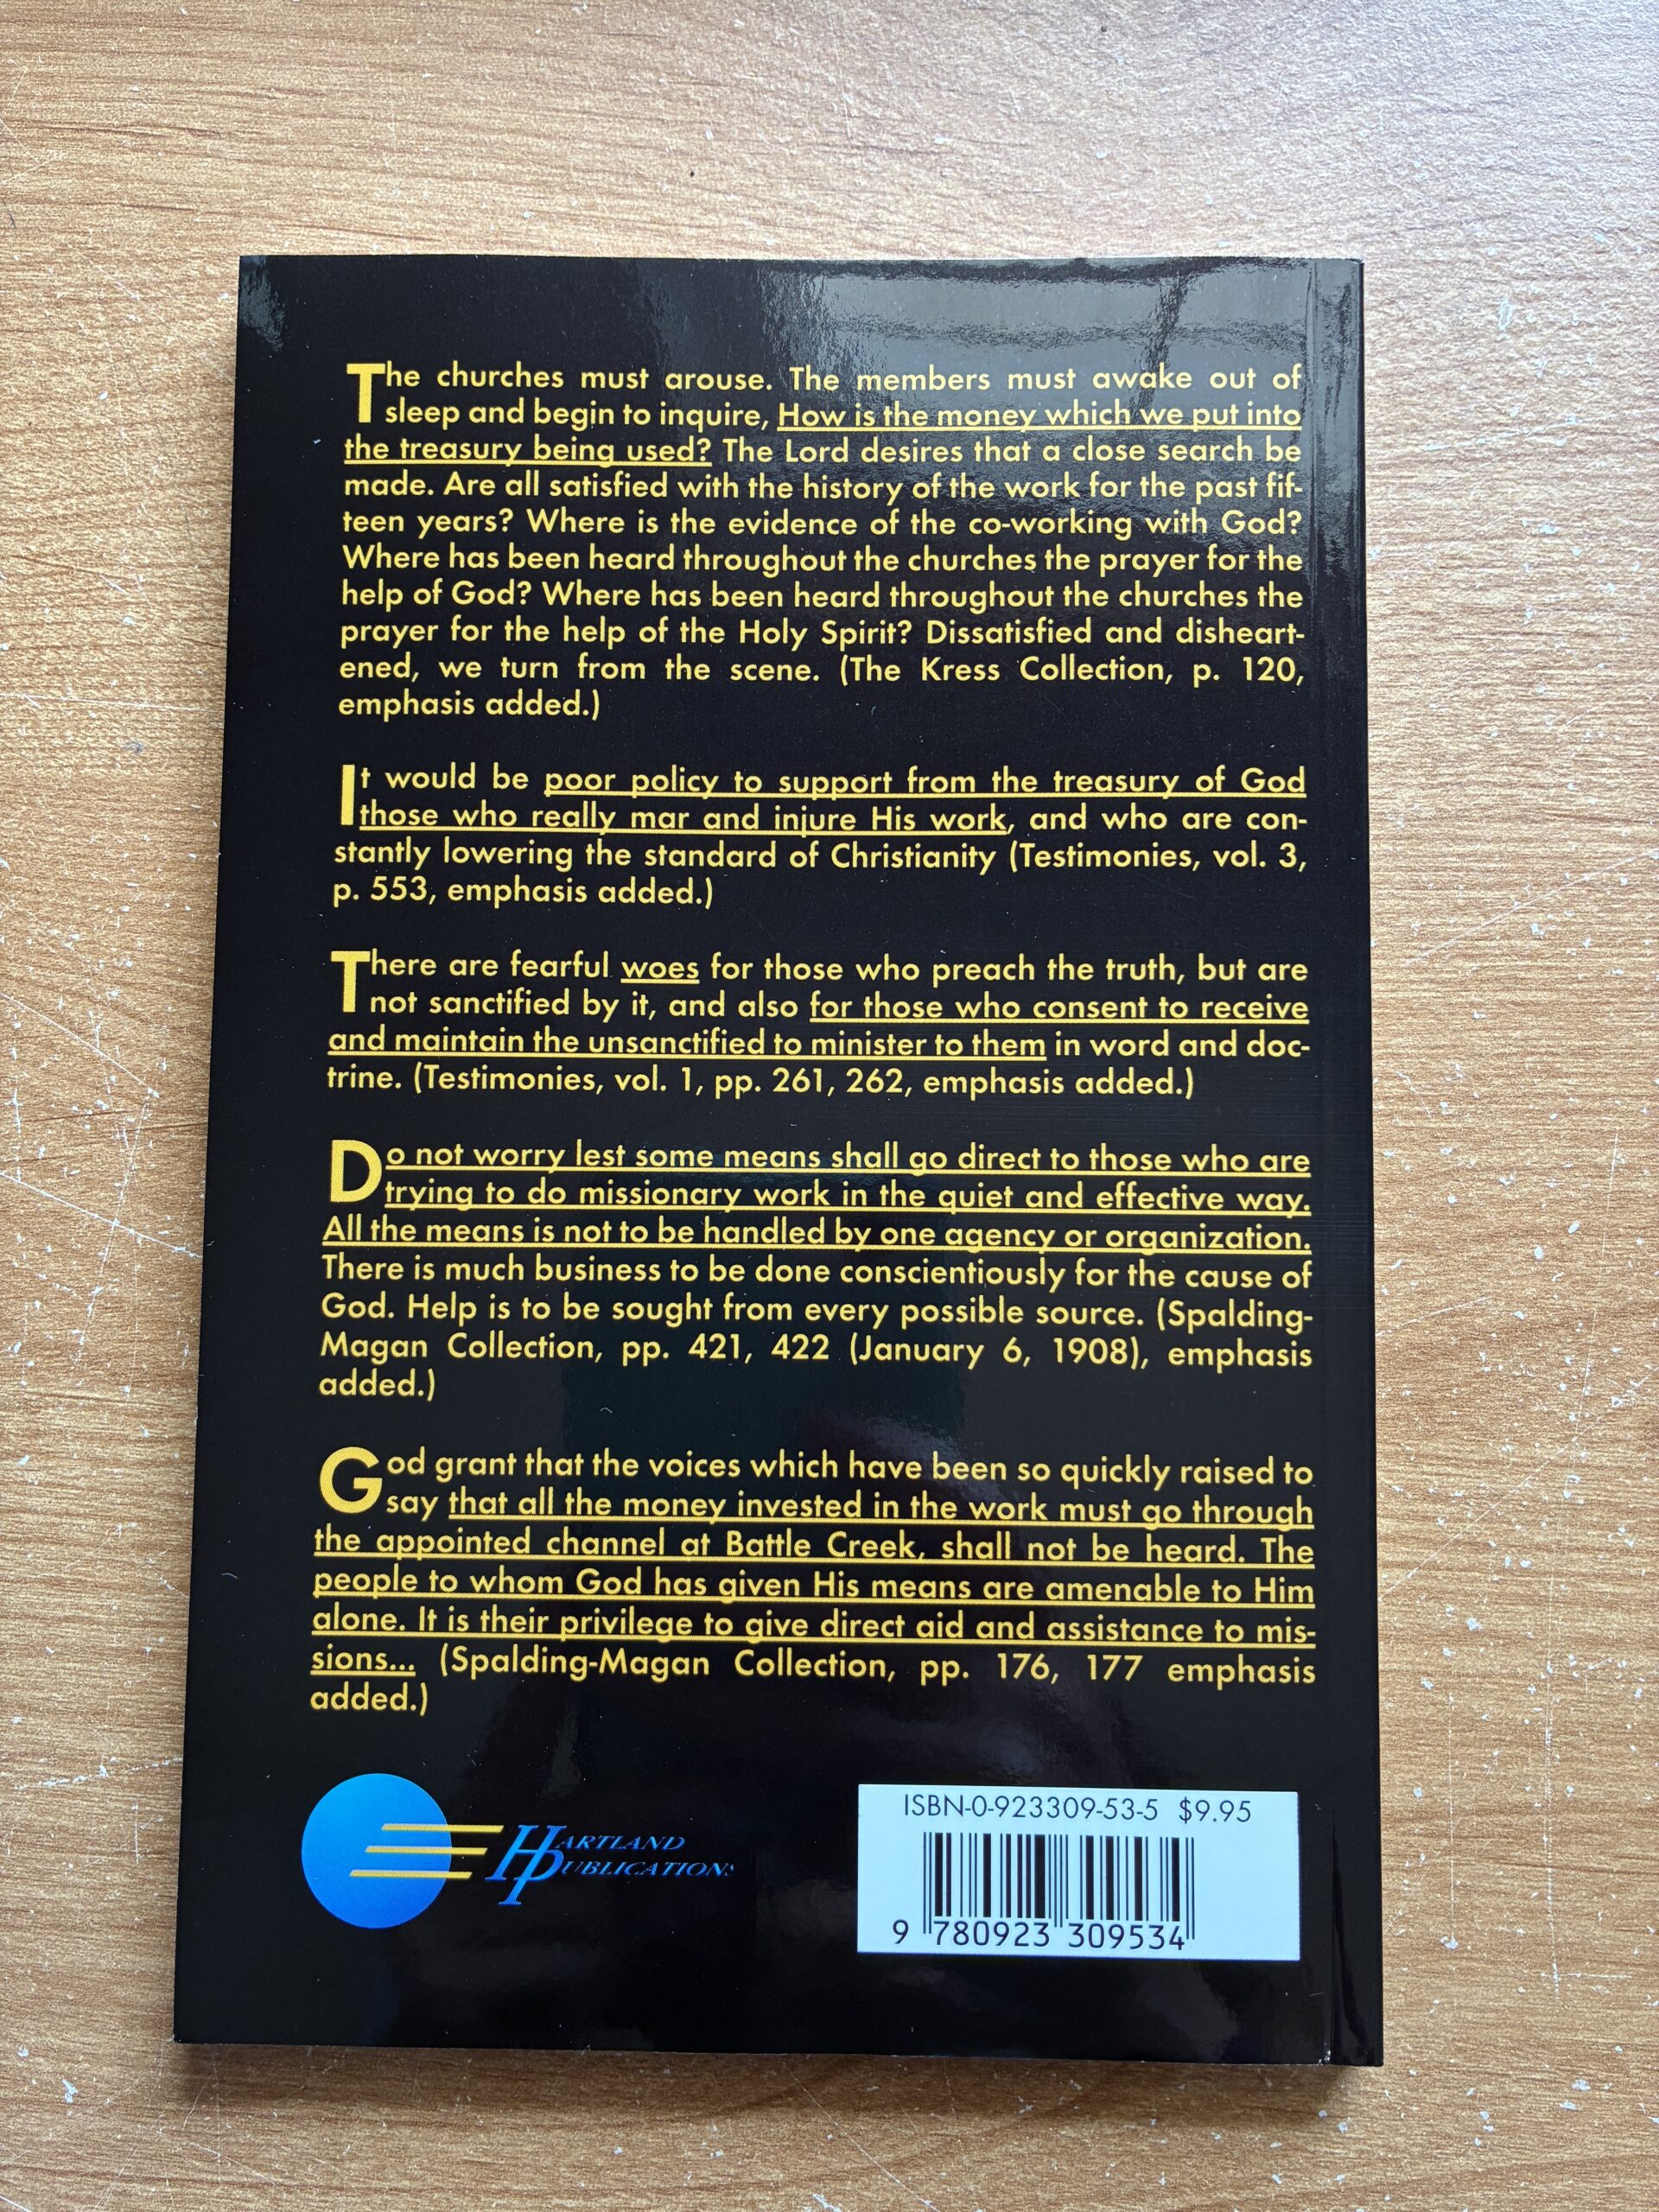 The churches must arouse. The members must awake out of
sleep and begin to inquire, How is the money which we put into
the treasury being used? The Lord desires that a close search be
made. Are all satisfied with the history of the work for the past fif-
teen years? Where is the evidence of the co-working with God?
Where has been heard throughout the churches the prayer for the
help of God? Where has been heard throughout the churches the
prayer for the help of the Holy Spirit? Dissatisfied and disheart-
ened, we turn from the scene. (The Kress Collection, p. 120,
emphasis added.)
It would be poor policy to support from the treasury of God
those who really mar and injure His work, and who are con-
stantly lowering the standard of Christianity (Testimonies, vol. 3,
p. 553, emphasis added.)
There are fearful woes for those who preach the truth, but are
not sanctified by it, and also for those who consent to receive
and maintain the unsanctified to minister to them in word and doc-
trine. (Testimonies, vol. 1, pp. 261, 262, emphasis added.)
Do not worry lest some means shall go direct to those who are
trying to do missionary work in the quiet and effective way.
All the means is not to be handled by one agency or organization.
There is much business to be done conscientiously for the cause of
God. Help is to be sought from every possible source. (Spalding-
Magan Collection, pp. 421, 422 (January 6, 1908), emphasis
added.)
God grant that the voices which have been so quickly raised to
say that all the money invested in the work must go through
the appointed channel at Battle Creek, shall not be heard. The
people to whom God has given His means are amenable to Him
alone. It is their privilege to give direct aid and assistance to mis-
sions... (Spalding-Magan Collection, pp. 176, 177 emphasis
added.)
HARTLAND
PUBLICATIONS
ISBN-0-923309-53-5 $9.95
9 780923 309534